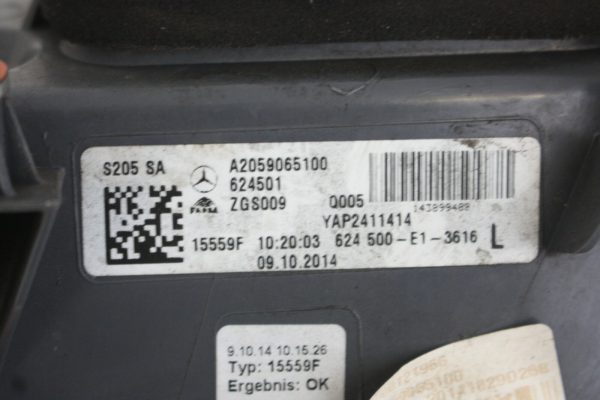 S205 SA A2059065100
624501
ZGS009 Q005
143899488
YAP2411414
15559F 10:20:03 624 500-E1-3616 L
09.10.2014
9.10.14 10.15.26
Typ: 15559F
Ergebnis: OK